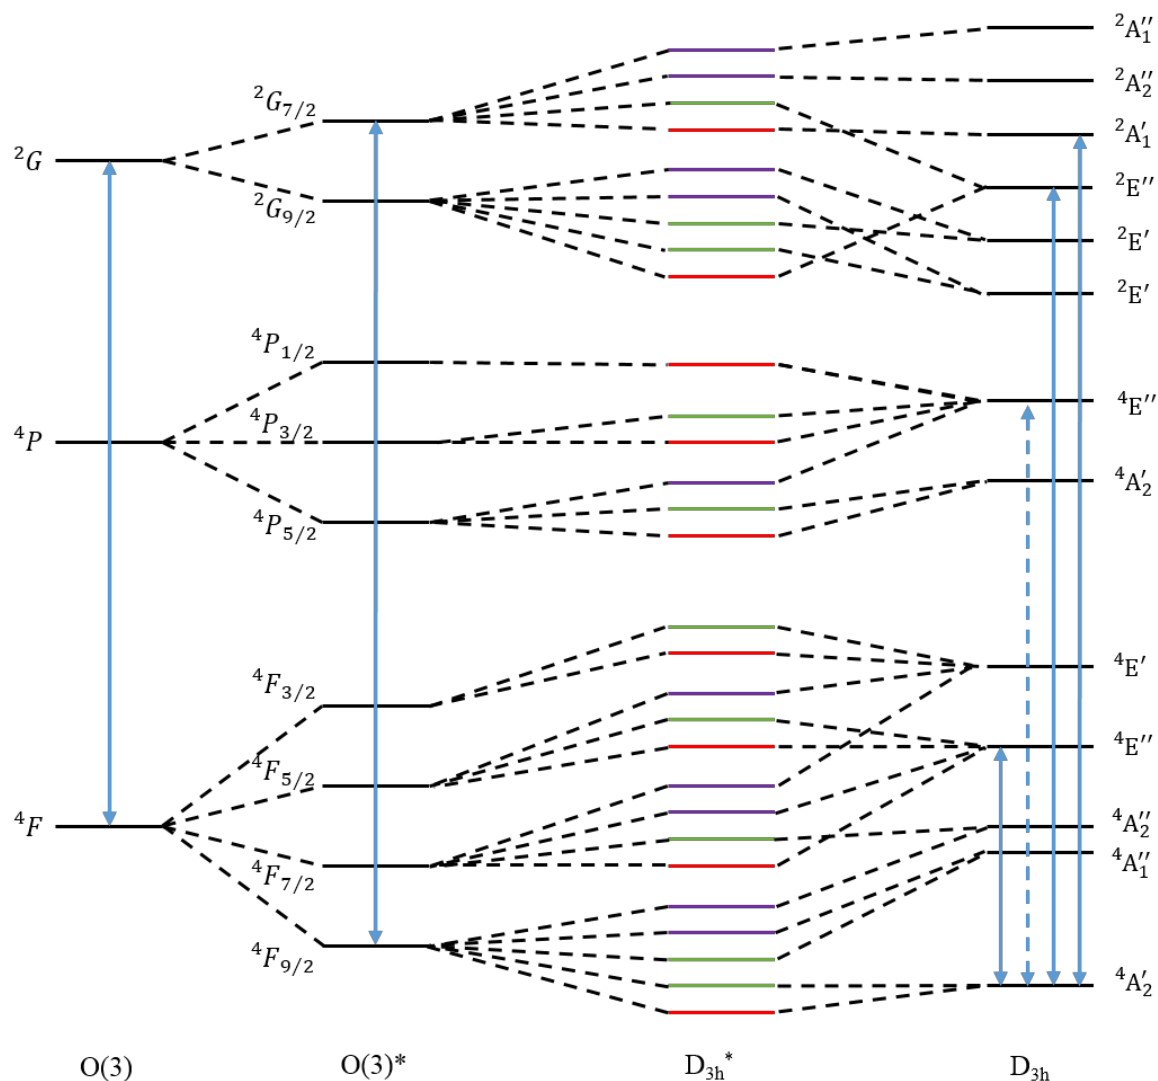 ²A₁″
²A₂″
²G₇/₂
²A₁′
²G
²E″
²G₉/₂
²E′
²E′
⁴P₁/₂
⁴E″
⁴P₃/₂
⁴P
⁴A₂′
⁴P₅/₂
⁴E′
⁴F₃/₂
⁴E″
⁴F₅/₂
⁴F
⁴A₂″
⁴A₁″
⁴F₇/₂
⁴F₉/₂
⁴A₂′
O(3) O(3)* D₃ₕ* D₃ₕ